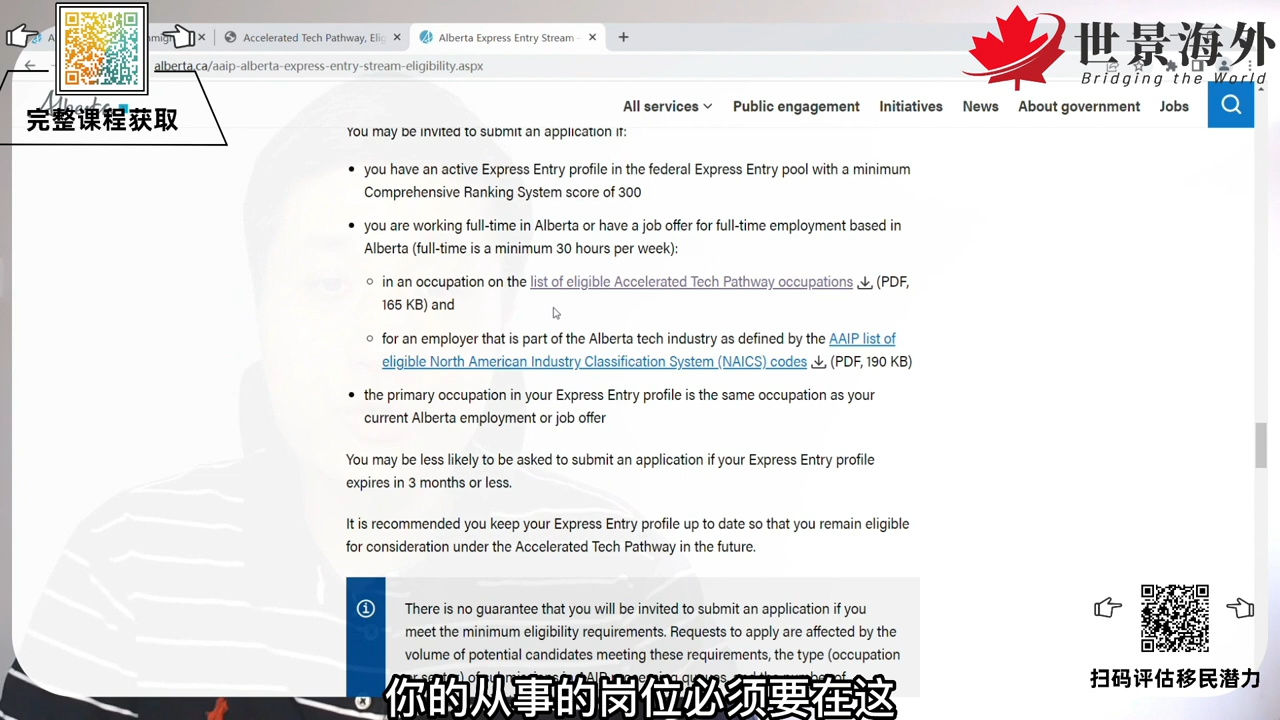 Accelerated Tech Pathway, Elig
Alberta Express Entry Stream -
世景海外
Bridging the World
alberta.ca/aaip-alberta-express-entry-stream-eligibility.aspx
Alberta
完整课程获取
All services
Public engagement
Initiatives
News
About government
Jobs
You may be invited to submit an application if:
you have an active Express Entry profile in the federal Express Entry pool with a minimum
Comprehensive Ranking System score of 300
you are working full-time in Alberta or have a job offer for full-time employment based in
Alberta (full-time is a minimum 30 hours per week):
in an occupation on the list of eligible Accelerated Tech Pathway occupations (PDF,
165 KB) and
for an employer that is part of the Alberta tech industry as defined by the AAIP list of
eligible North American Industry Classification System (NAICS) codes (PDF, 190 KB)
the primary occupation in your Express Entry profile is the same occupation as your
current Alberta employment or job offer
You may be less likely to be asked to submit an application if your Express Entry profile
expires in 3 months or less.
It is recommended you keep your Express Entry profile up to date so that you remain eligible
for consideration under the Accelerated Tech Pathway in the future.
There is no guarantee that you will be invited to submit an application if you
meet the minimum eligibility requirements. Requests to apply are affected by the
volume of potential candidates meeting these requirements, the type (occupation
扫码评估移民潜力
你的从事的岗位必须要在这